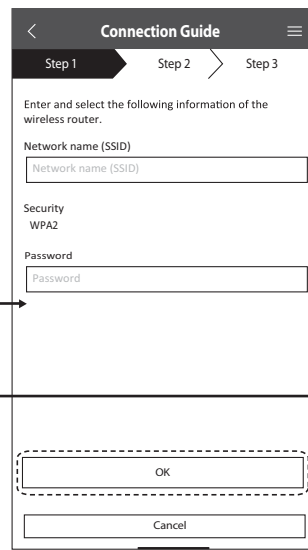 Connection Guide
Step 1 Step 2 Step 3
Enter and select the following information of the
wireless router.
Network name (SSID)
Network name (SSID)
Security
WPA2
Password
Password
OK
Cancel